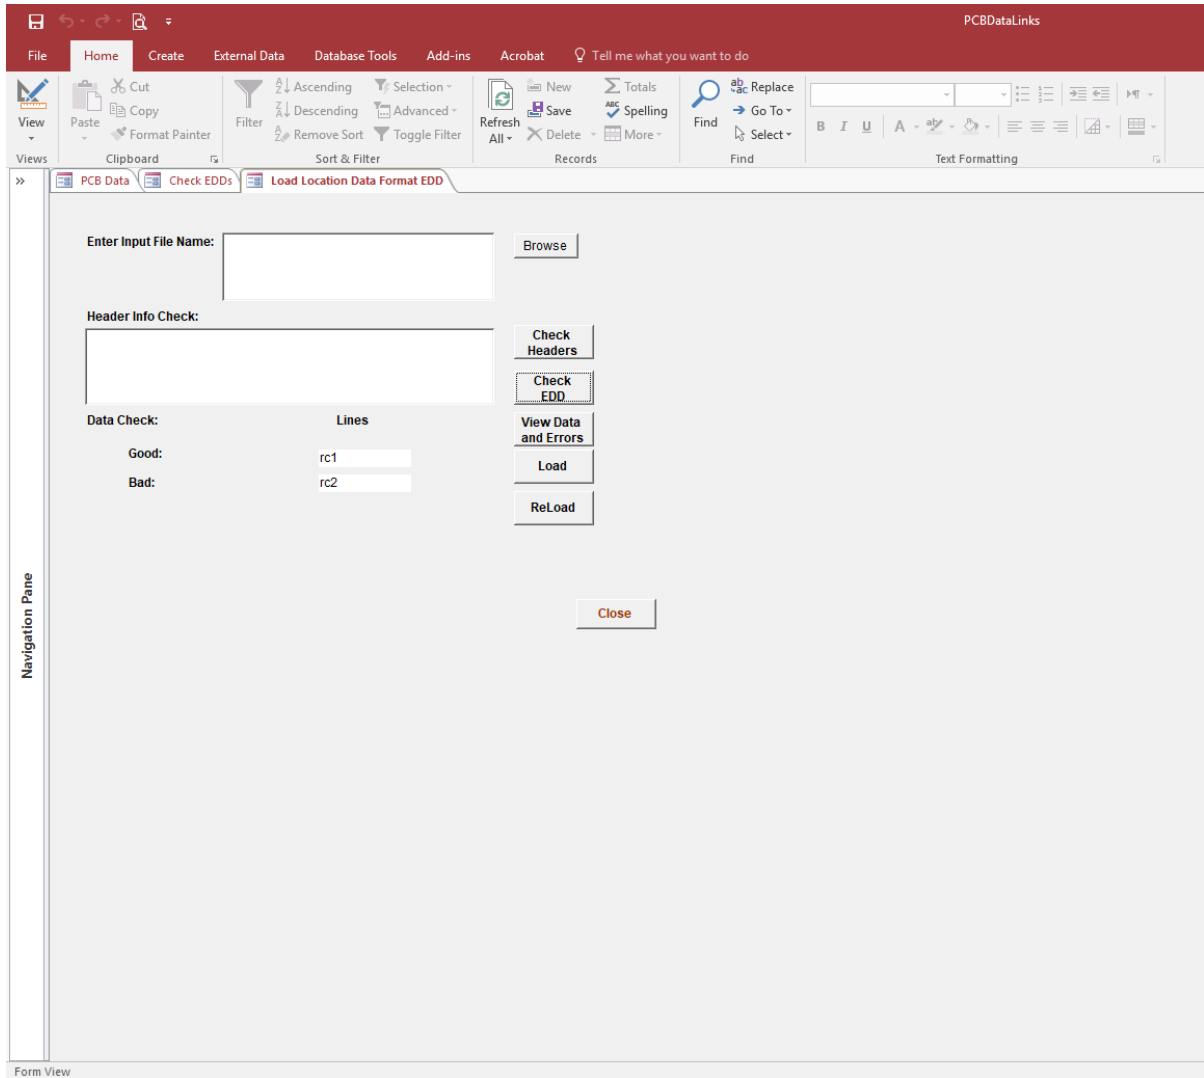 PCBDataLinks
File Home Create External Data Database Tools Add-ins Acrobat Tell me what you want to do
View
Views
Paste
Cut
Copy
Format Painter
Clipboard
Filter
Ascending
Descending
Remove Sort
Selection
Advanced
Toggle Filter
Sort & Filter
Refresh
All
New
Save
Delete
Totals
Spelling
More
Records
Find
Replace
Go To
Select
Find
B I U A
Text Formatting
PCB Data Check EDDs Load Location Data Format EDD
Navigation Pane
Enter Input File Name:
Browse
Header Info Check:
Check
Headers
Check
EDD
Data Check: Lines
View Data
and Errors
Good: rc1
Load
Bad: rc2
ReLoad
Close
Form View